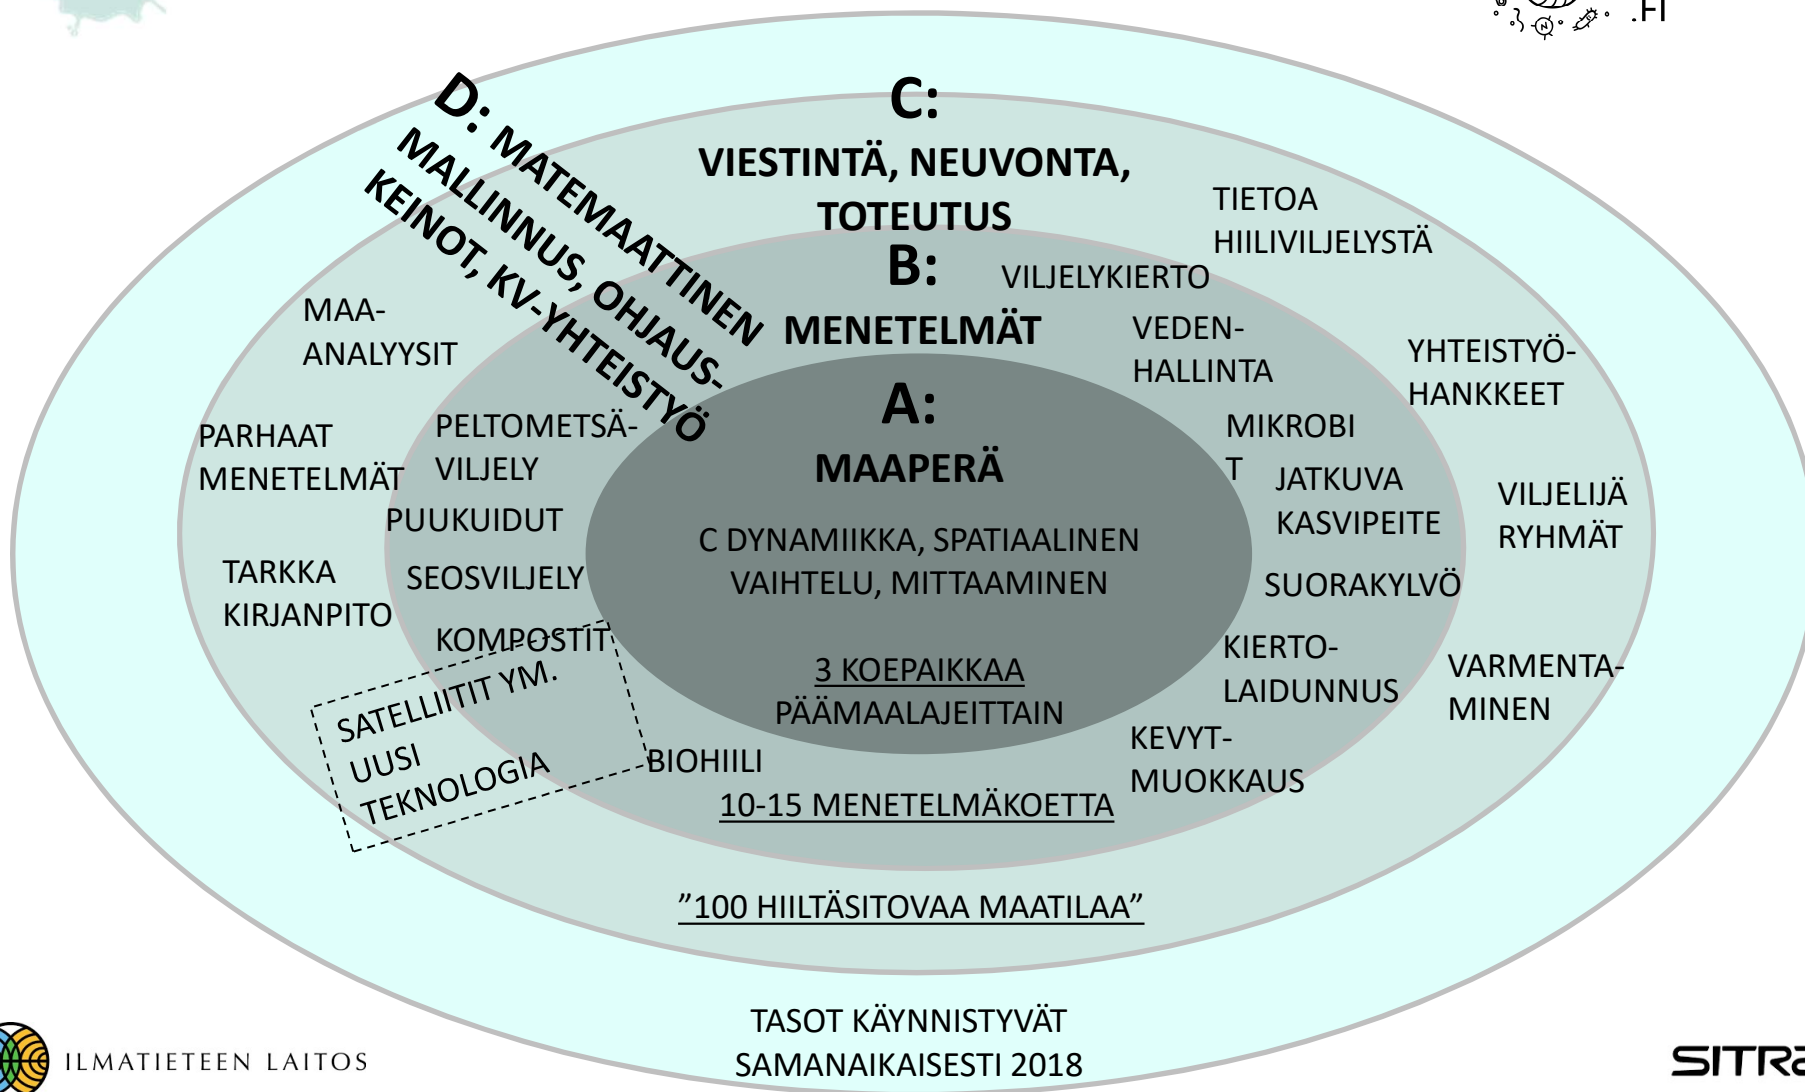 .FI
C:
VIESTINTÄ, NEUVONTA,
TOTEUTUS
D: MATEMAATTINEN
MALLINNUS, OHJAUS-
KEINOT, KV-YHTEISTYÖ
TIETOA
HIILIVILJELYSTÄ
B:
MENETELMÄT
VILJELYKIERTO
VEDEN-
HALLINTA
MAA-
ANALYYSIT
YHTEISTYÖ-
HANKKEET
A:
MAAPERÄ
C DYNAMIIKKA, SPATIAALINEN
VAIHTELU, MITTAAMINEN
3 KOEPAIKKAA
PÄÄMAALAJEITTAIN
PARHAAT
MENETELMÄT
PELTOMETSÄ-
VILJELY
PUUKUIDUT
SEOSVILJELY
KOMPOSTIT
TARKKA
KIRJANPITO
MIKROBI
T
JATKUVA
KASVIPEITE
VILJELIJÄ
RYHMÄT
SUORAKYLVÖ
KIERTO-
LAIDUNNUS
VARMENTA-
MINEN
KEVYT-
MUOKKAUS
SATELLIITIT YM.
UUSI
TEKNOLOGIA
BIOHIILI
10-15 MENETELMÄKOETTA
”100 HIILTÄSITOVAA MAATILAA”
TASOT KÄYNNISTYVÄT
SAMANAIKAISESTI 2018
ILMATIETEEN LAITOS
SITRA